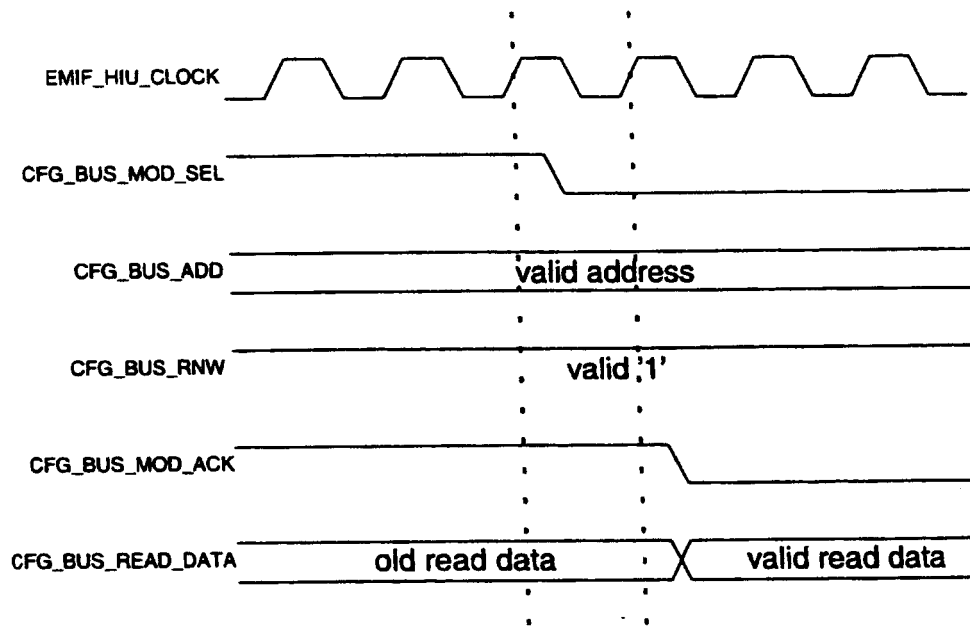 EMIF_HIU_CLOCK
CFG_BUS_MOD_SEL
CFG_BUS_ADD valid address
CFG_BUS_RNW valid '1'
CFG_BUS_MOD_ACK
CFG_BUS_READ_DATA old read data valid read data